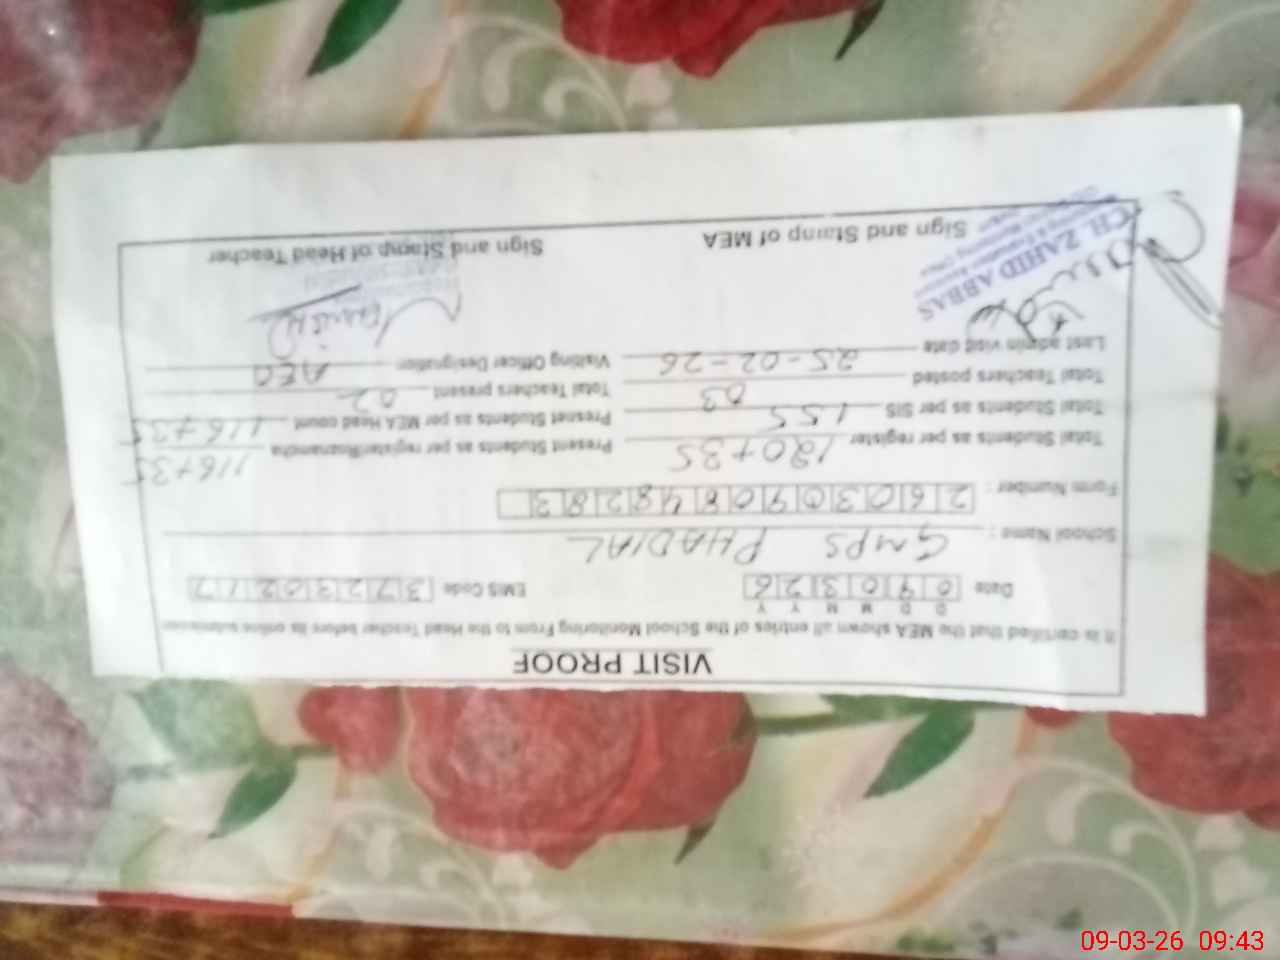 VISIT PROOF
It is certified that the MEA shown all entries of the School Monitoring From to the Head Teacher before its online submission
D D M M Y Y
Date 0 9 0 3 2 6 EMIS Code 3 7 2 3 0 2 1 7
School Name : GMPS PHADIAL
Form Number : 2 6 0 3 0 9 0 8 4 8 2 8 3
Total Students as per register 120+35 Present Students as per register/Roznamcha 116+35
Total Students as per SIS 155 Presnet Students as per MEA Head count 116+35
Total Teachers posted 03 Total Teachers present 02
Last admin visit date 25-02-26 Visiting Officer Designation AEO
CH. ZAHID ABBAS
Sign and Stamp of MEA Sign and Stamp of Head Teacher
09-03-26 09:43